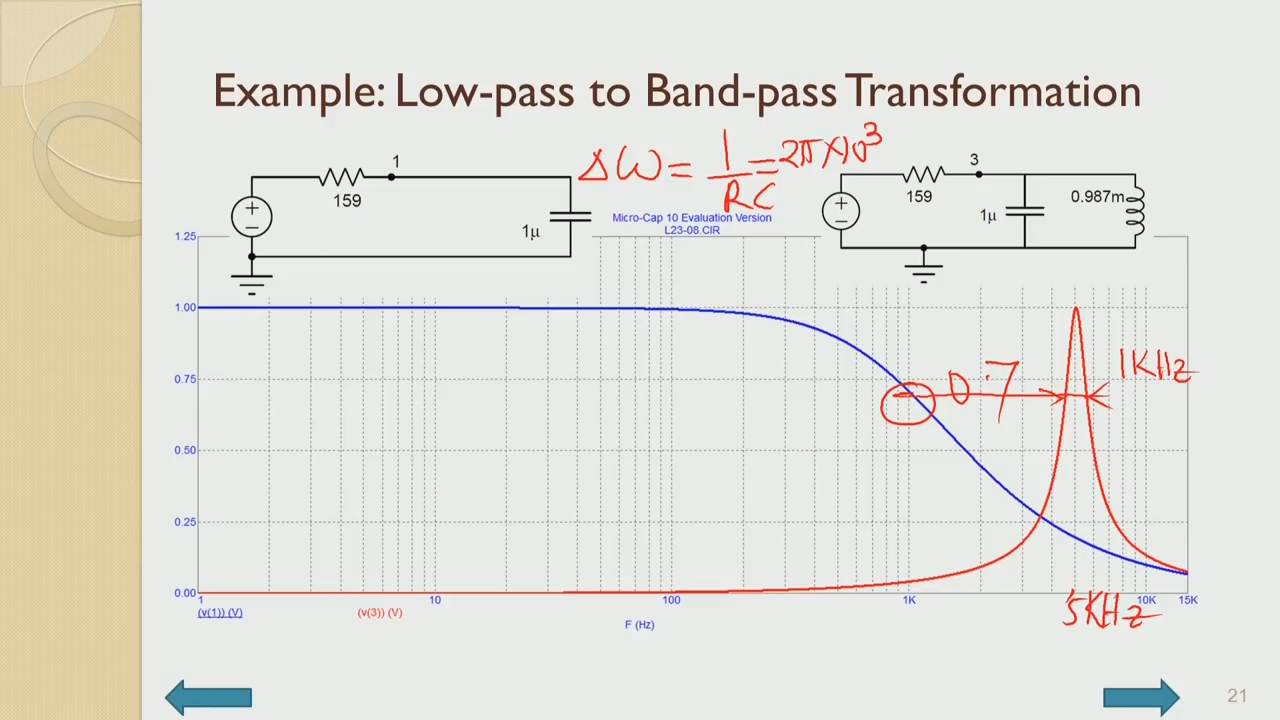 Example: Low-pass to Band-pass Transformation
Δω = 1/RC = 2π×10³
1
159
1µ
3
159
1µ
0.987m
Micro-Cap 10 Evaluation Version
L23-08.CIR
1.25
1.00
0.75
0.50
0.25
0.00
0.7
1KHz
1 10 100 1K 10K 15K
5KHz
(v(1)) (V) (v(3)) (V)
F (Hz)
21